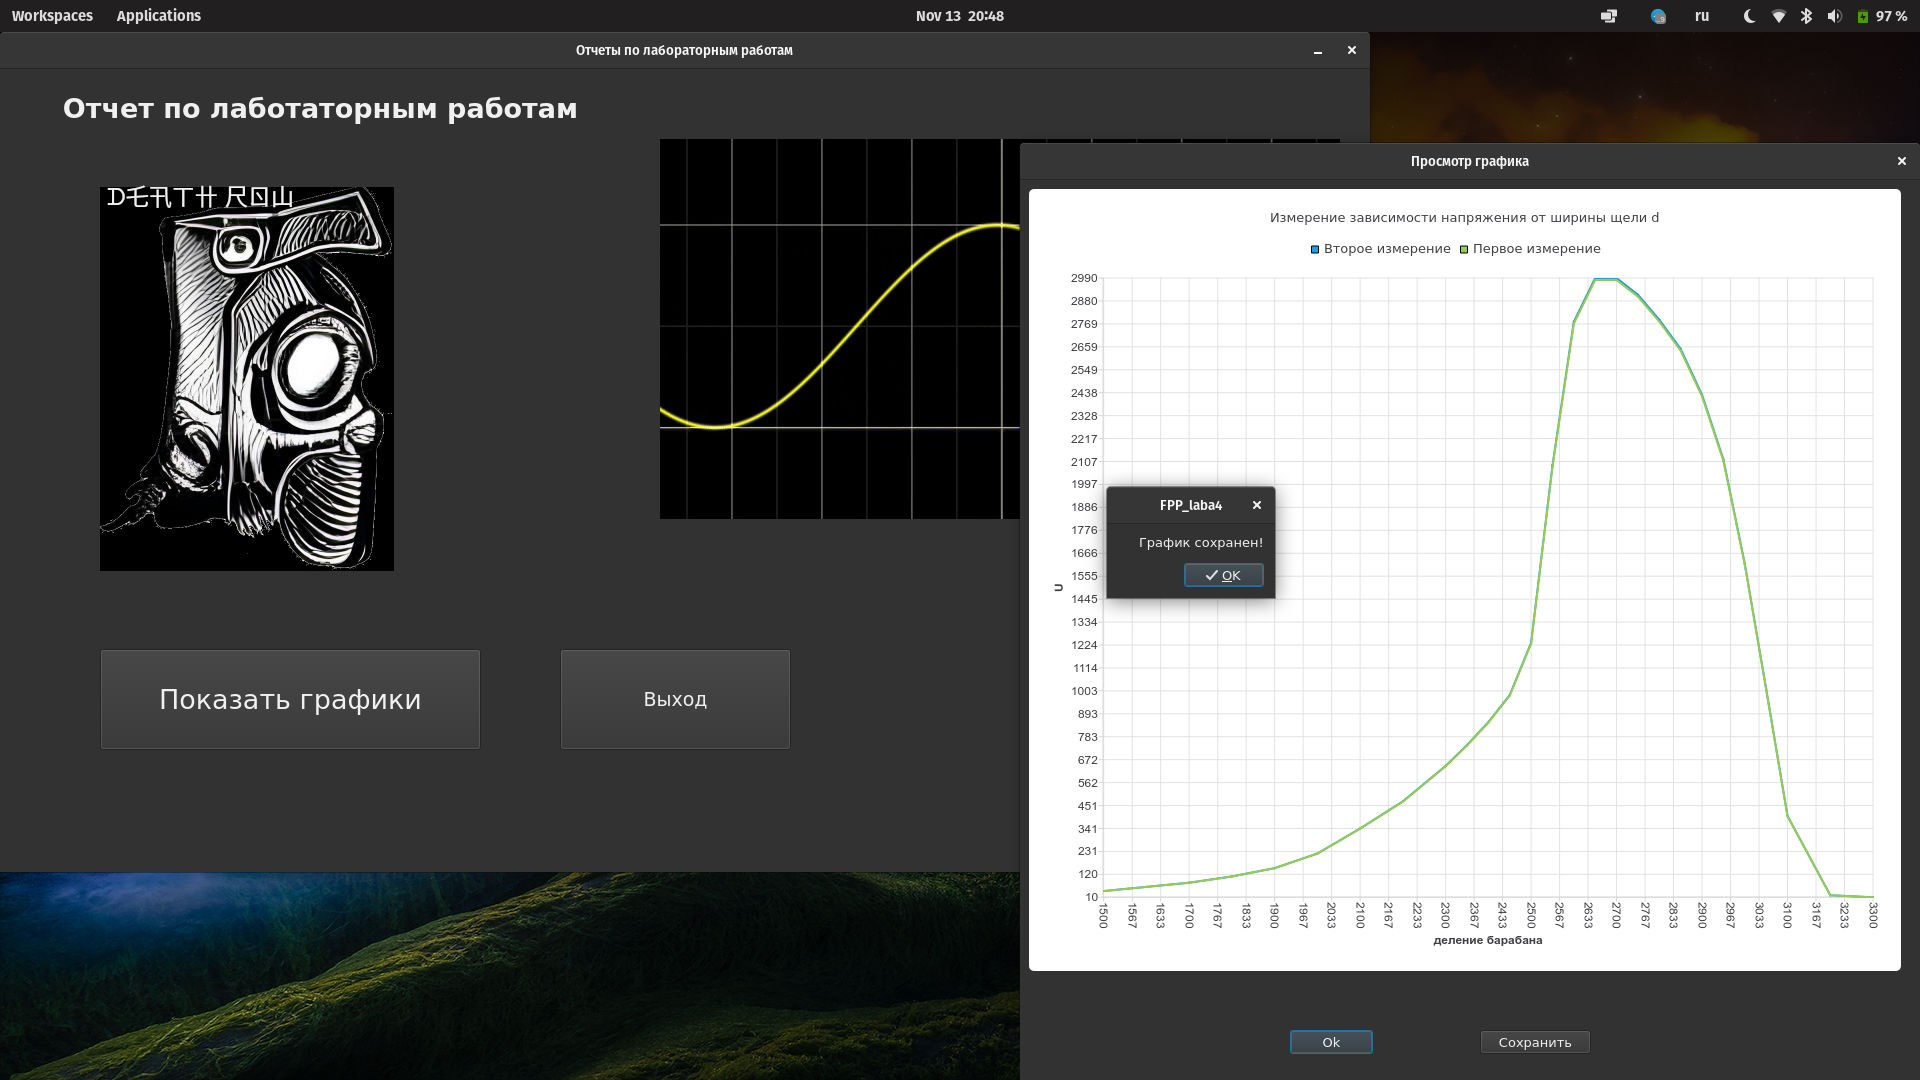 Workspaces Applications Nov 13 20:48 ru 97 %
Отчеты по лабораторным работам
Отчет по лаботаторным работам
Показать графики
Выход
Просмотр графика
Измерение зависимости напряжения от ширины щели d
Второе измерение Первое измерение
2990
2880
2769
2659
2549
2438
2328
2217
2107
1997
1886
1776
1666
1555
1445
1334
1224
1114
1003
893
783
672
562
451
341
231
120
10
U
1500 1567 1633 1700 1767 1833 1900 1967 2033 2100 2167 2233 2300 2367 2433 2500 2567 2633 2700 2767 2833 2900 2967 3033 3100 3167 3233 3300
деление барабана
FPP_laba4
График сохранен!
OK
Ok
Сохранить